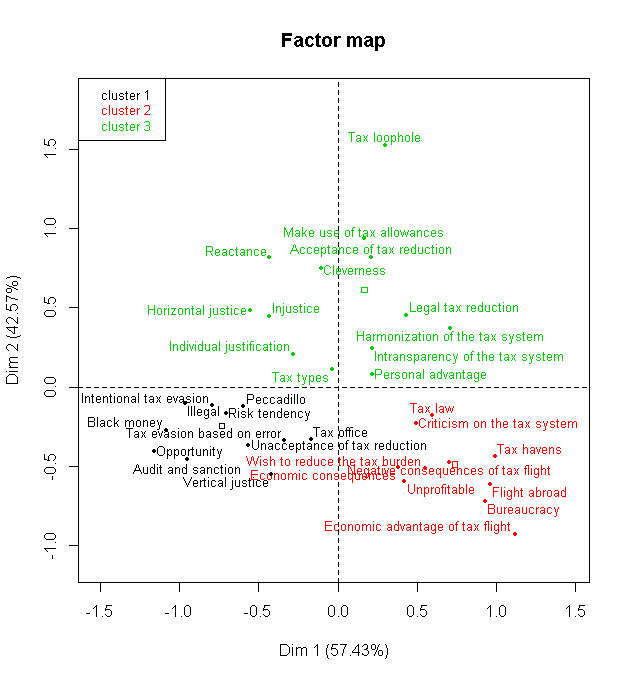 Factor map
cluster 1
cluster 2
cluster 3
Tax loophole
Make use of tax allowances
Reactance
Acceptance of tax reduction
Cleverness
Horizontal justice
Injustice
Legal tax reduction
Harmonization of the tax system
Individual justification
Intransparency of the tax system
Tax types
Personal advantage
Intentional tax evasion
Peccadillo
Illegal
Risk tendency
Tax law
Black money
Criticism on the tax system
Tax evasion based on error
Tax office
Opportunity
Unacceptance of tax reduction
Tax havens
Wish to reduce the tax burden
Audit and sanction
Negative consequences of tax flight
Economic consequences
Vertical justice
Unprofitable
Flight abroad
Bureaucracy
Economic advantage of tax flight
1.5
1.0
0.5
0.0
-0.5
-1.0
Dim 2 (42.57%)
-1.5
-1.0
-0.5
0.0
0.5
1.0
1.5
Dim 1 (57.43%)